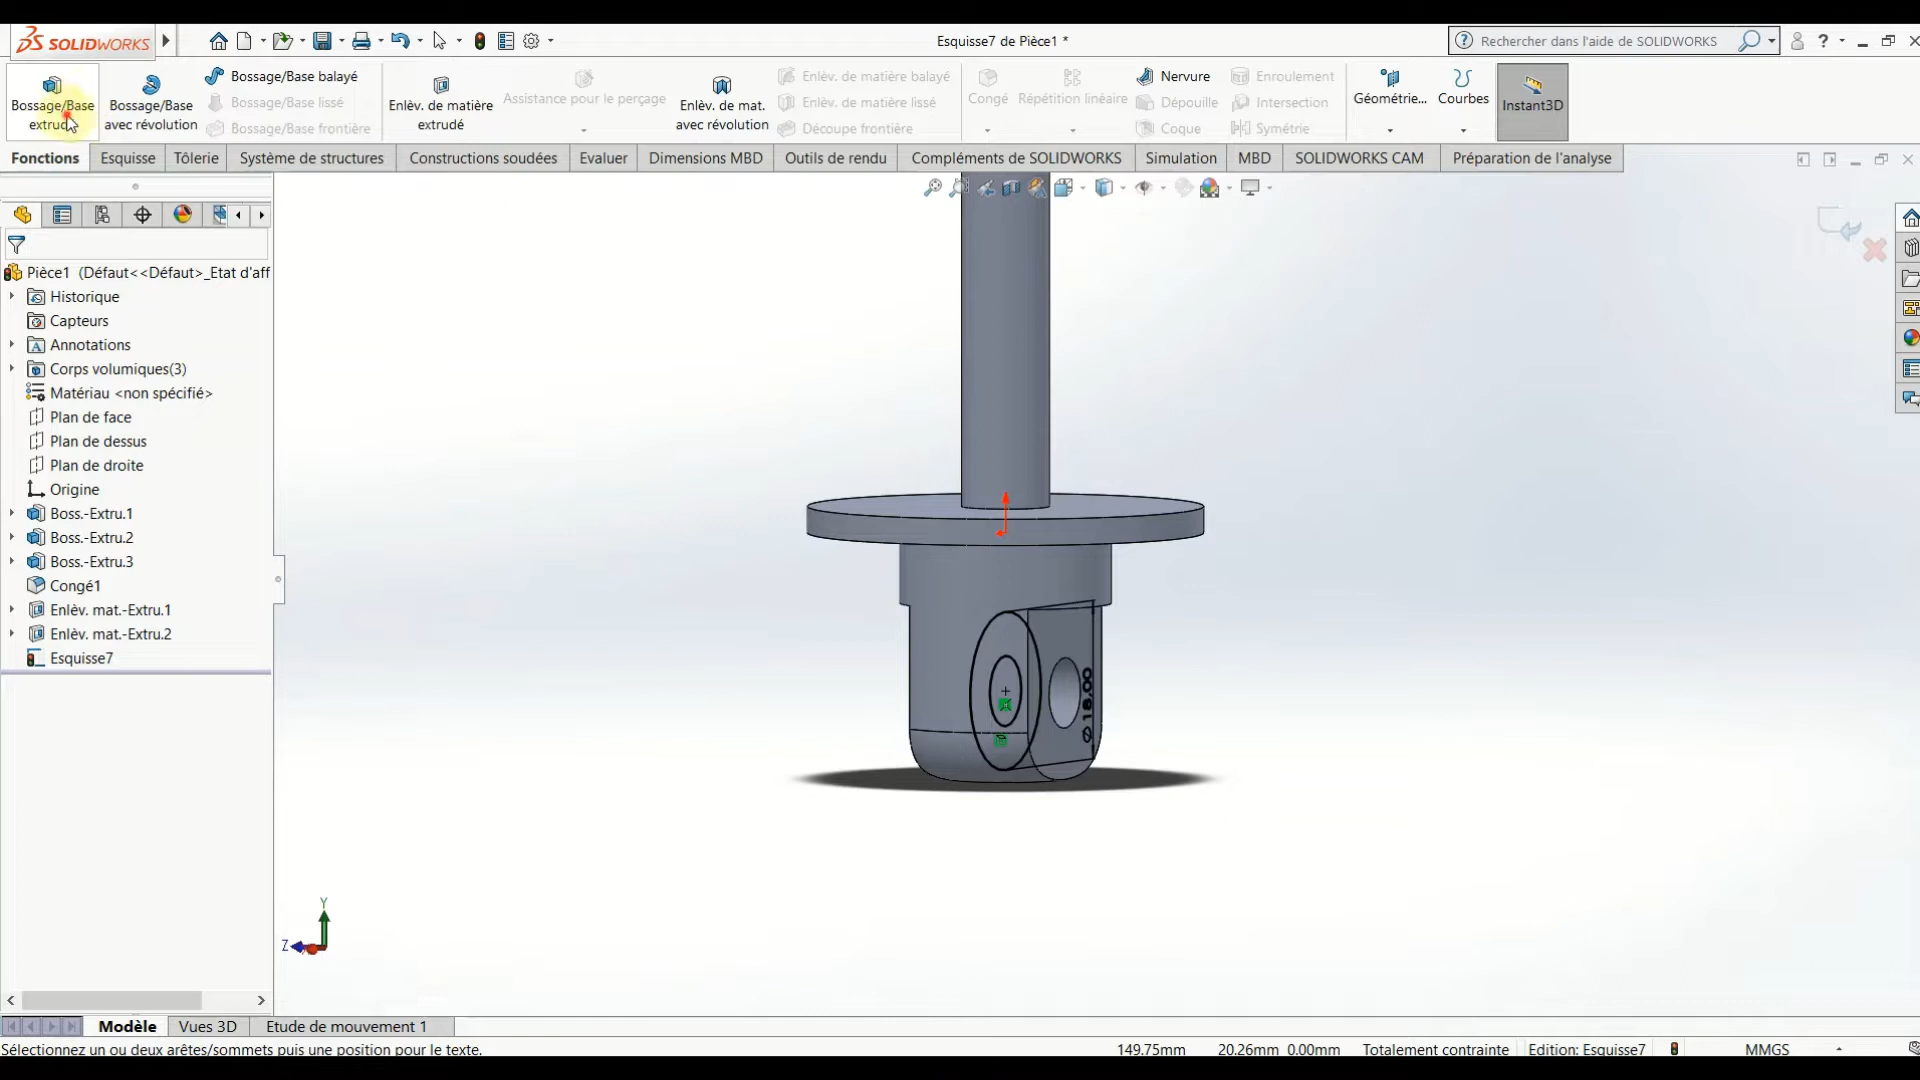 SOLIDWORKS
Esquisse7 de Pièce1 *
Rechercher dans l'aide de SOLIDWORKS
Bossage/Base
extrudé
Bossage/Base
avec révolution
Bossage/Base balayé
Bossage/Base lissé
Bossage/Base frontière
Enlèv. de matière
extrudé
Assistance pour le perçage
Enlèv. de mat.
avec révolution
Enlèv. de matière balayé
Enlèv. de matière lissé
Découpe frontière
Congé
Répétition linéaire
Nervure
Dépouille
Coque
Enroulement
Intersection
Symétrie
Géométrie...
Courbes
Instant3D
Fonctions Esquisse Tôlerie Système de structures Constructions soudées Evaluer Dimensions MBD Outils de rendu Compléments de SOLIDWORKS Simulation MBD SOLIDWORKS CAM Préparation de l'analyse
Pièce1 (Défaut<<Défaut>_Etat d'aff
Historique
Capteurs
Annotations
Corps volumiques(3)
Matériau <non spécifié>
Plan de face
Plan de dessus
Plan de droite
Origine
Boss.-Extru.1
Boss.-Extru.2
Boss.-Extru.3
Congé1
Enlèv. mat.-Extru.1
Enlèv. mat.-Extru.2
Esquisse7
Ø18,00
Y
Z
Modèle Vues 3D Etude de mouvement 1
Sélectionnez un ou deux arêtes/sommets puis une position pour le texte.
149.75mm 20.26mm 0.00mm Totalement contrainte Edition: Esquisse7 MMGS